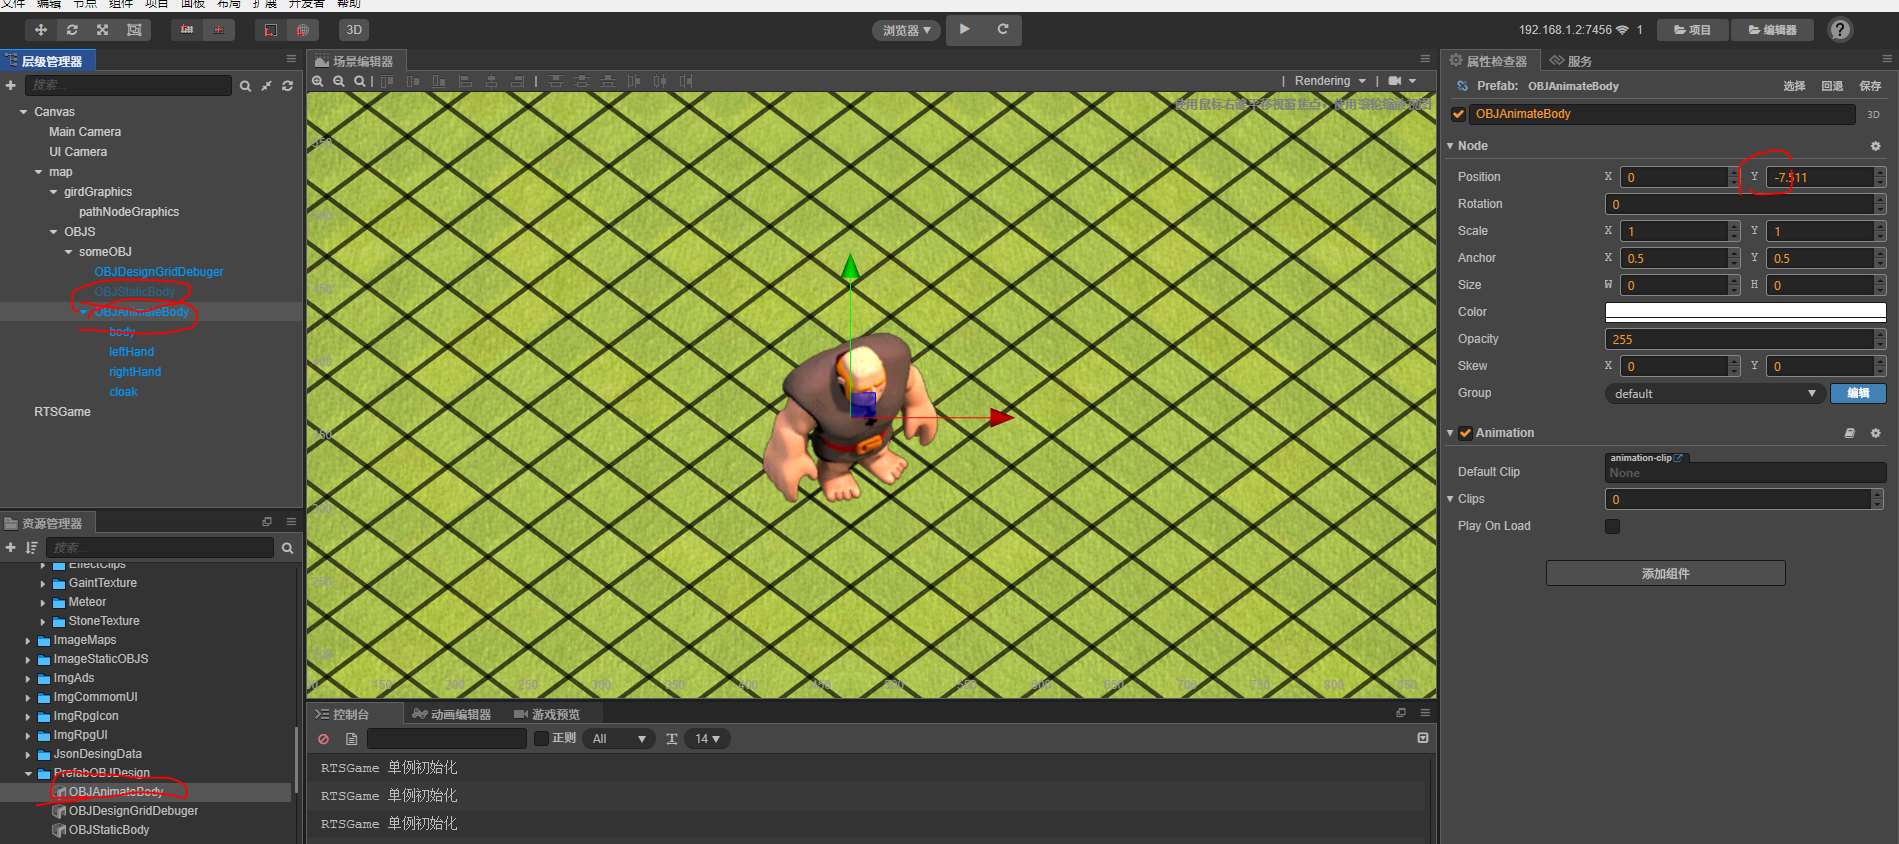 文件 编辑 节点 组件 项目 面板 布局 扩展 开发者 帮助
3D
浏览器
192.168.1.2:7456 1
项目
编辑器
?
层级管理器
搜索...
Canvas
Main Camera
UI Camera
map
girdGraphics
pathNodeGraphics
OBJS
someOBJ
OBJDesignGridDebuger
OBJStaticBody
OBJAnimateBody
body
leftHand
rightHand
cloak
RTSGame
资源管理器
搜索...
EffectClips
GaintTexture
Meteor
StoneTexture
ImageMaps
ImageStaticOBJS
ImgAds
ImgCommomUI
ImgRpgIcon
ImgRpgUI
JsonDesingData
PrefabOBJDesign
OBJAnimateBody
OBJDesignGridDebuger
OBJStaticBody
场景编辑器
Rendering
使用鼠标右键平移视窗焦点，使用滚轮缩放视图
550
500
450
400
350
300
250
200
150 200 250 300 350 400 450 500 550 600 650 700 750 800 850
控制台
动画编辑器
游戏预览
正则
All
14
RTSGame 单例初始化
RTSGame 单例初始化
RTSGame 单例初始化
属性检查器
服务
Prefab: OBJAnimateBody
选择 回退 保存
OBJAnimateBody
3D
Node
Position X 0 Y -7.511
Rotation 0
Scale X 1 Y 1
Anchor X 0.5 Y 0.5
Size W 0 H 0
Color
Opacity 255
Skew X 0 Y 0
Group default 编辑
Animation
animation-clip
Default Clip None
Clips 0
Play On Load
添加组件